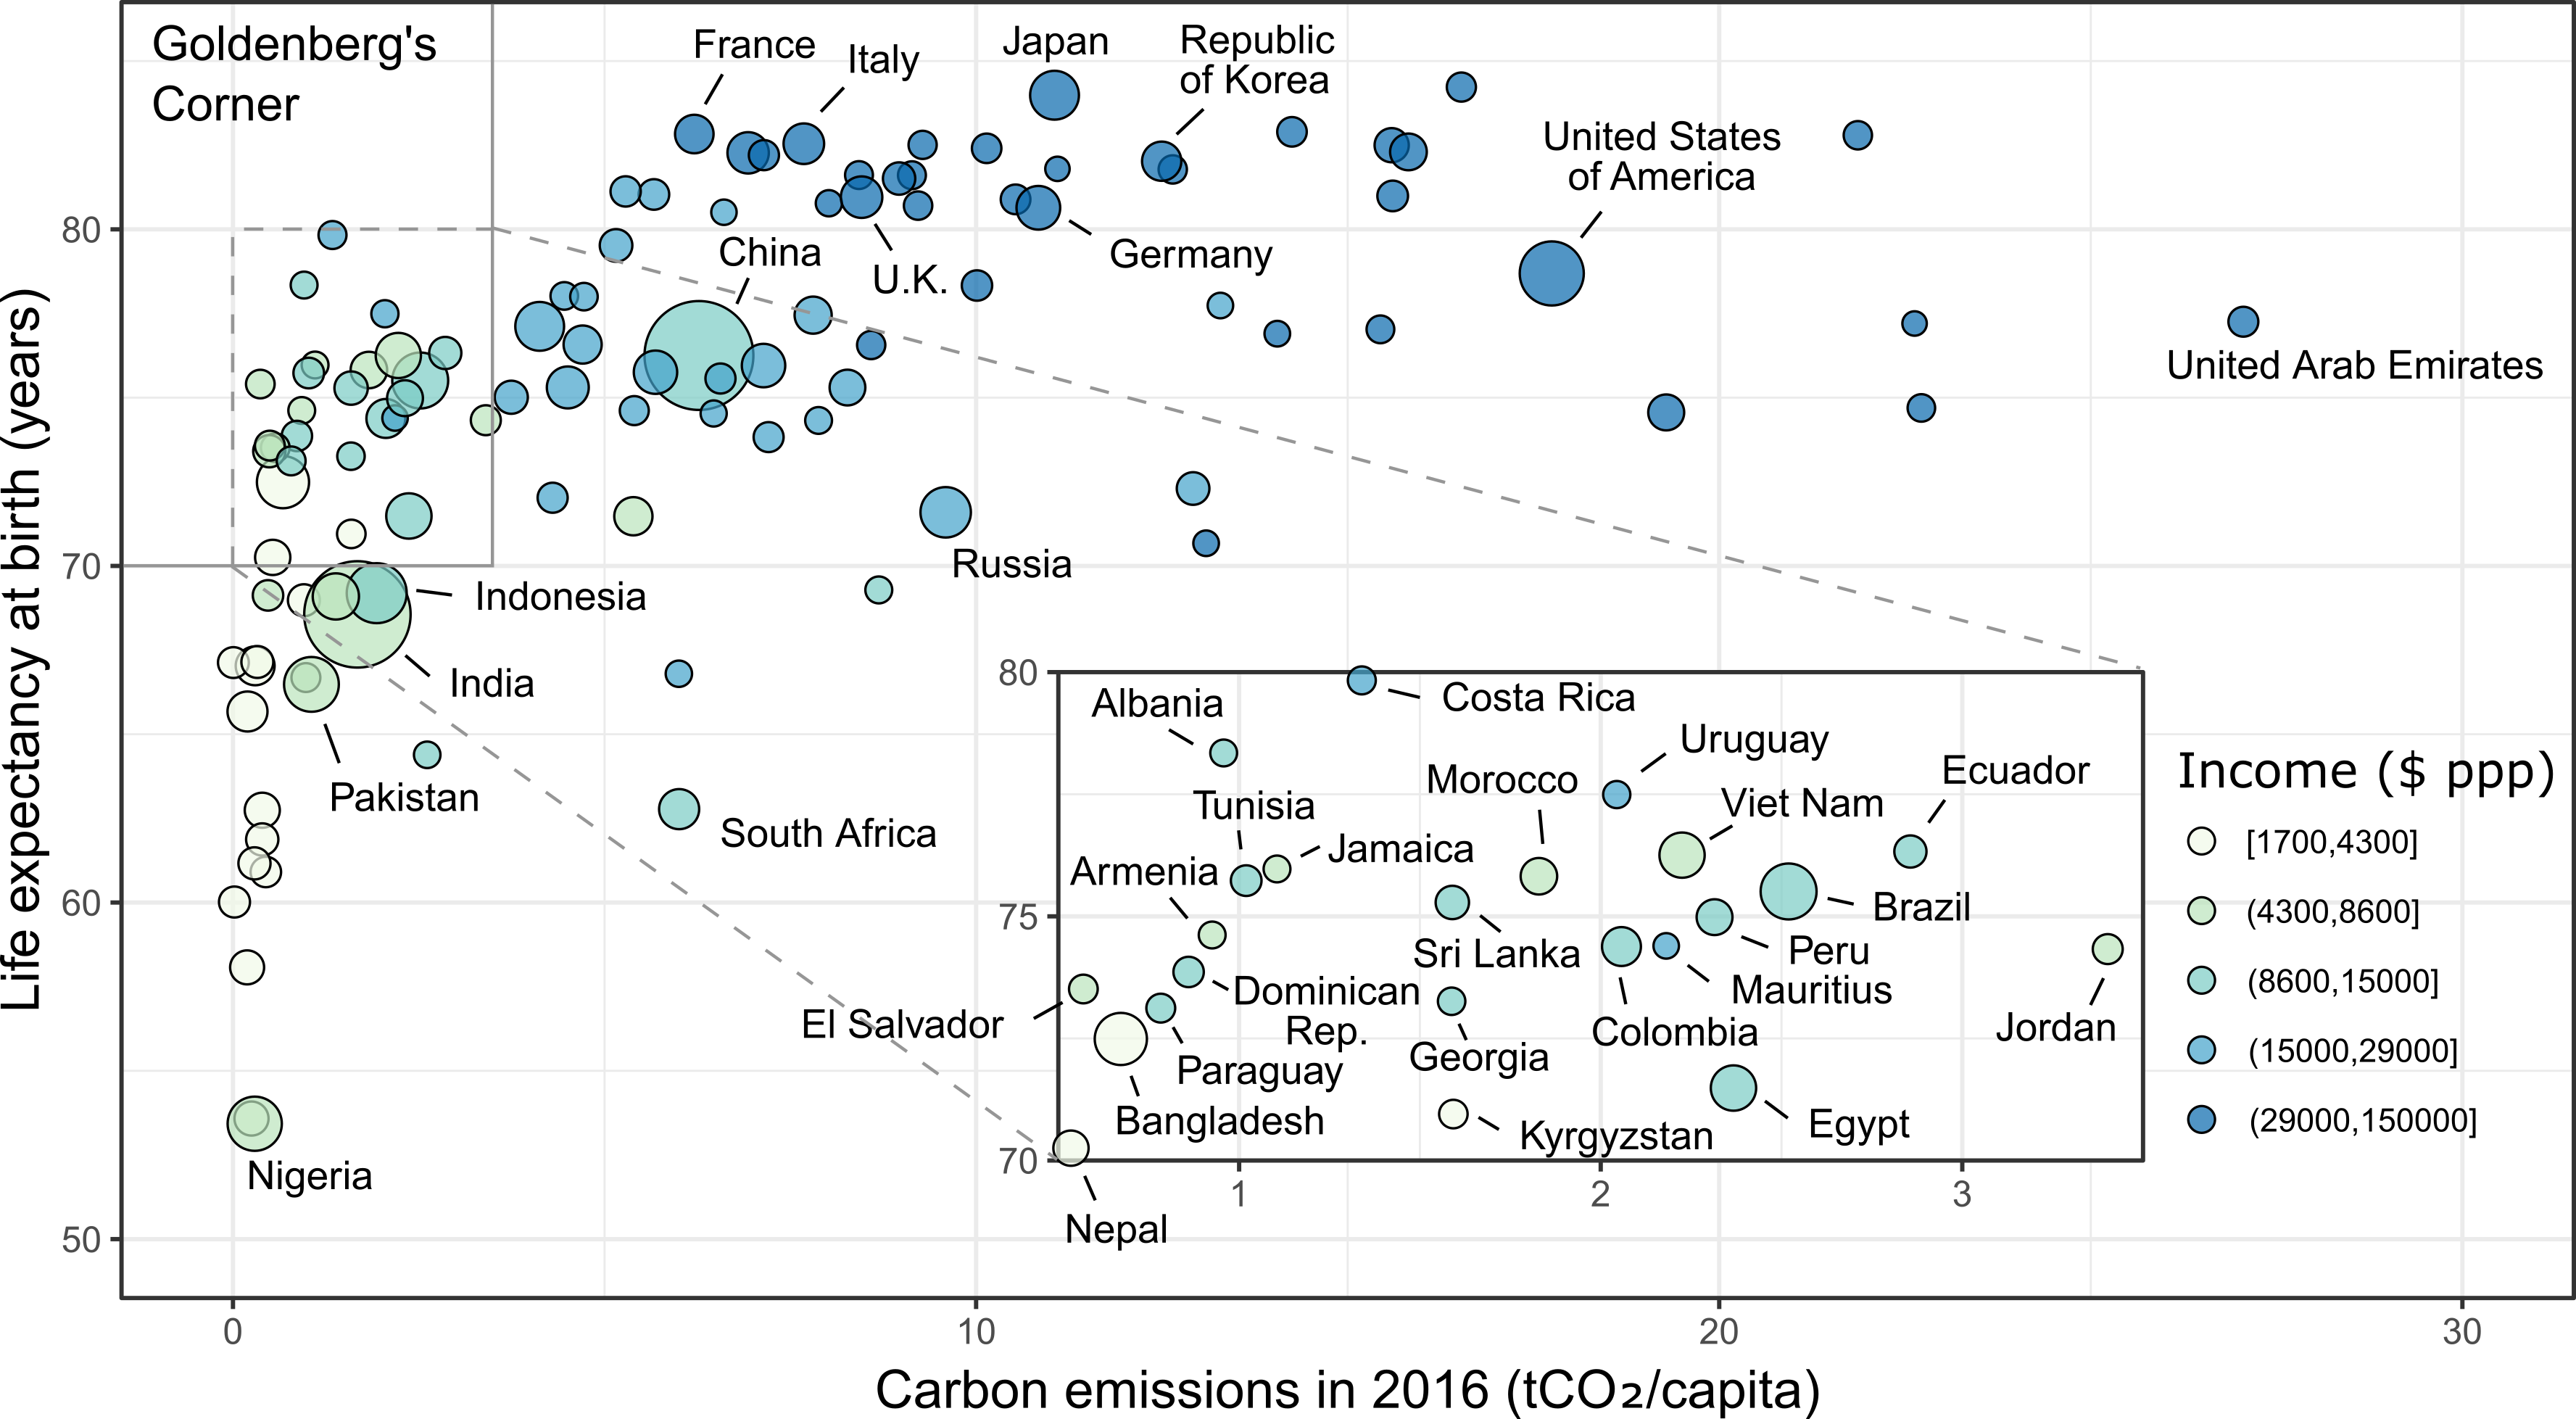 Goldenberg's
Corner
France
Italy
Japan
Republic
of Korea
United States
of America
80
China
U.K.
Germany
United Arab Emirates
70
Russia
Indonesia
India
Pakistan
South Africa
60
Nigeria
50
80
Albania
Costa Rica
Uruguay
Ecuador
Morocco
Viet Nam
Tunisia
Jamaica
Armenia
75
Brazil
Sri Lanka
Peru
Mauritius
El Salvador
Dominican
Rep.
Colombia
Jordan
Georgia
Paraguay
Bangladesh
Kyrgyzstan
Egypt
70
1
2
3
Nepal
Income ($ ppp)
[1700,4300]
(4300,8600]
(8600,15000]
(15000,29000]
(29000,150000]
0
10
20
30
Life expectancy at birth (years)
Carbon emissions in 2016 (tCO₂/capita)